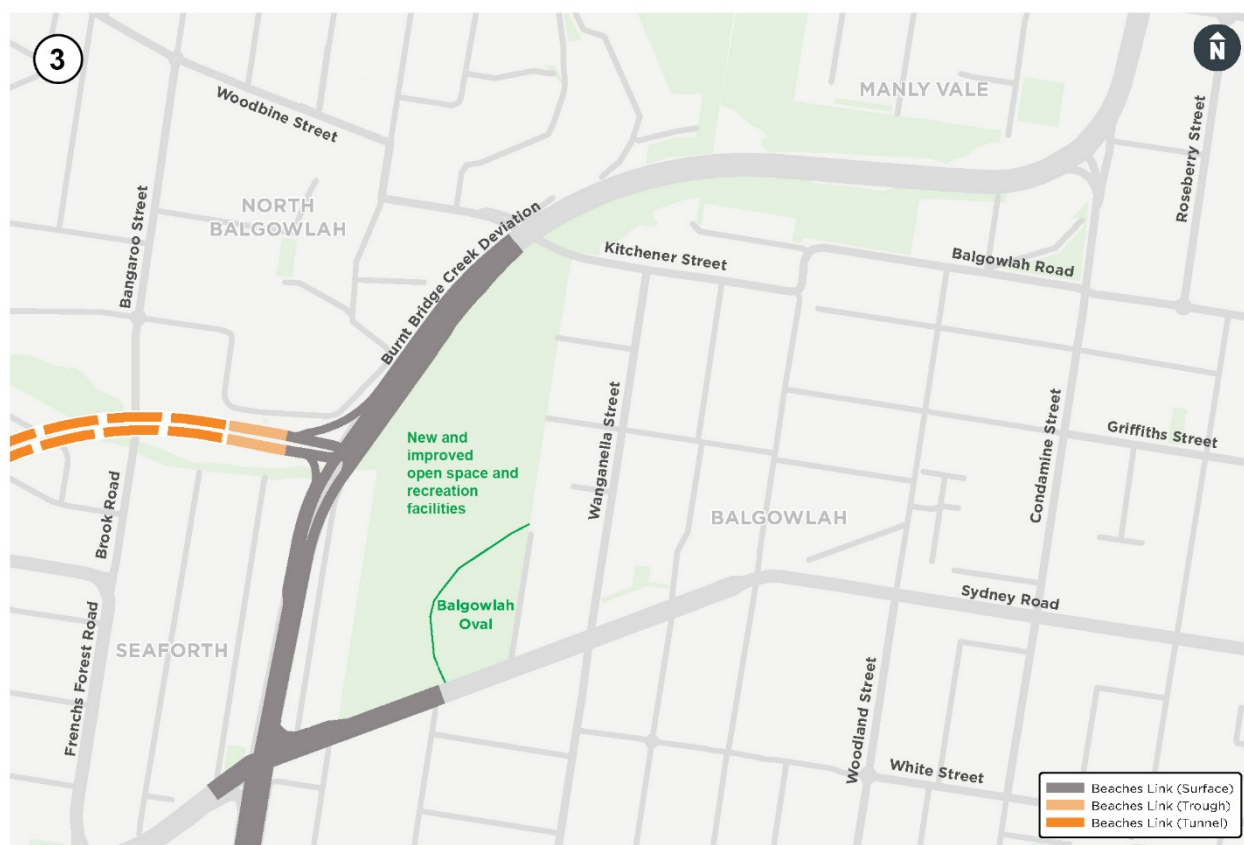 3
N
MANLY VALE
Woodbine Street
Roseberry Street
NORTH
BALGOWLAH
Bangaroo Street
Burnt Bridge Creek Deviation
Kitchener Street
Balgowlah Road
New and
improved
open space and
recreation
facilities
Wanganella Street
Condamine Street
Griffiths Street
BALGOWLAH
Brook Road
Balgowlah
Oval
Sydney Road
SEAFORTH
Frenchs Forest Road
Woodland Street
White Street
Beaches Link (Surface)
Beaches Link (Trough)
Beaches Link (Tunnel)